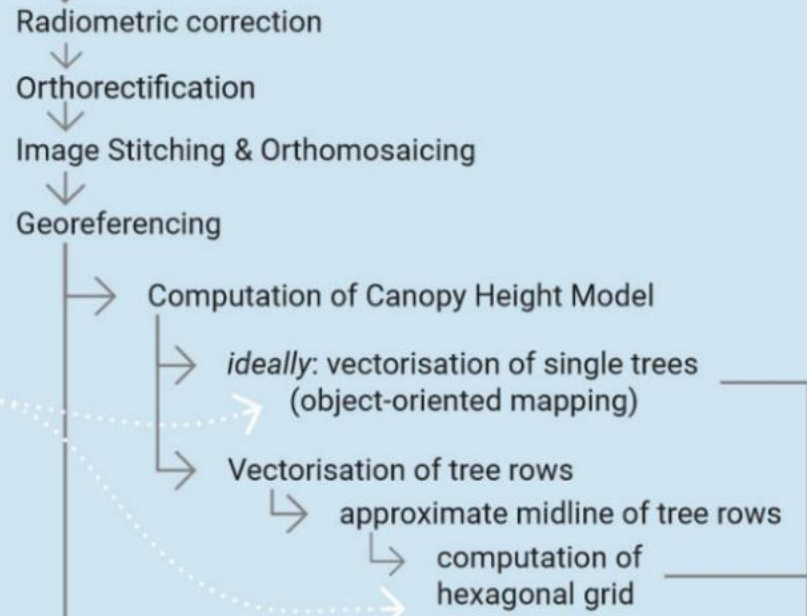 Radiometric correction
Orthorectification
Image Stitching & Orthomosaicing
Georeferencing
Computation of Canopy Height Model
ideally: vectorisation of single trees
(object-oriented mapping)
Vectorisation of tree rows
approximate midline of tree rows
computation of
hexagonal grid